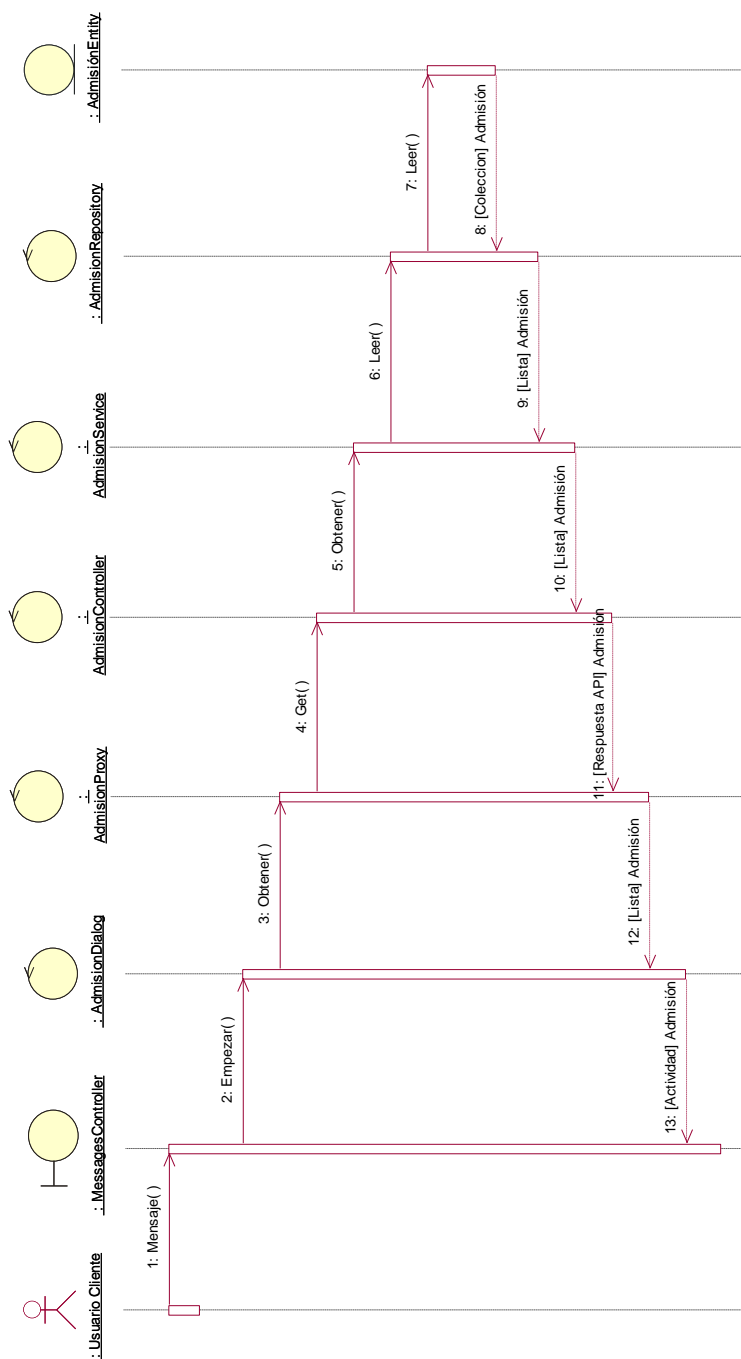 : Usuario Cliente
: MessagesController
: AdmisionDialog
: 
AdmisionProxy
: 
AdmisionController
: 
AdmisionService
: AdmisionRepository
: AdmisiónEntity
1: Mensaje( )
2: Empezar( )
3: Obtener( )
4: Get( )
5: Obtener( )
6: Leer( )
7: Leer( )
8: [Coleccion] Admisión
9: [Lista] Admisión
10: [Lista] Admisión
11: [Respuesta API] Admisión
12: [Lista] Admisión
13: [Actividad] Admisión